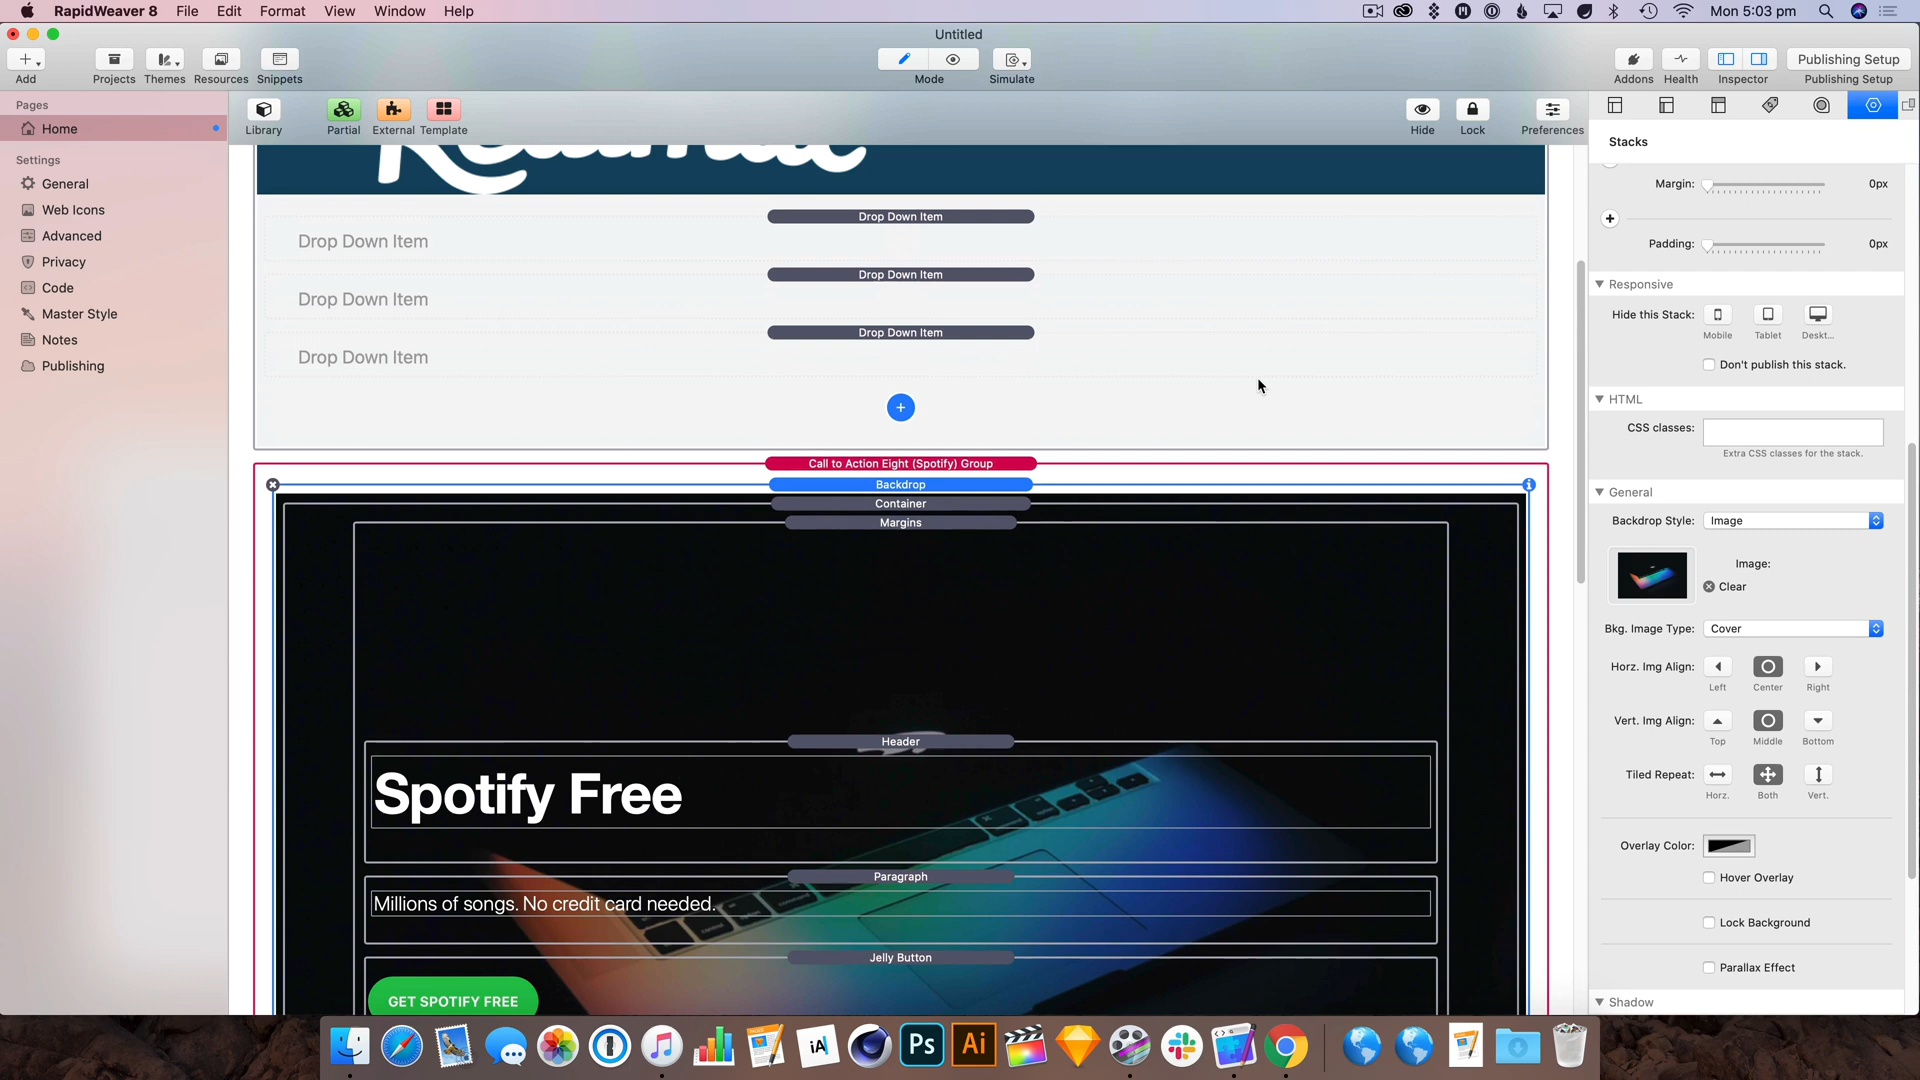 RapidWeaver 8 File Edit Format View Window Help Mon 5:03 pm
Untitled
Add Projects Themes Resources Snippets Mode Simulate Addons Health Inspector Publishing Setup
Publishing Setup
Pages
Home
Settings
General
Web Icons
Advanced
Privacy
Code
Master Style
Notes
Publishing
Library Partial External Template Hide Lock Preferences
Drop Down Item
Drop Down Item
Drop Down Item
Drop Down Item
Drop Down Item
Drop Down Item
Call to Action Eight (Spotify) Group
Backdrop
Container
Margins
Header
Spotify Free
Paragraph
Millions of songs. No credit card needed.
Jelly Button
GET SPOTIFY FREE
Stacks
Margin: 0px
Padding: 0px
Responsive
Hide this Stack:
Mobile Tablet Deskt...
Don't publish this stack.
HTML
CSS classes:
Extra CSS classes for the stack.
General
Backdrop Style: Image
Image:
Clear
Bkg. Image Type: Cover
Horz. Img Align:
Left Center Right
Vert. Img Align:
Top Middle Bottom
Tiled Repeat:
Horz. Both Vert.
Overlay Color:
Hover Overlay
Lock Background
Parallax Effect
Shadow
iA Ps Ai